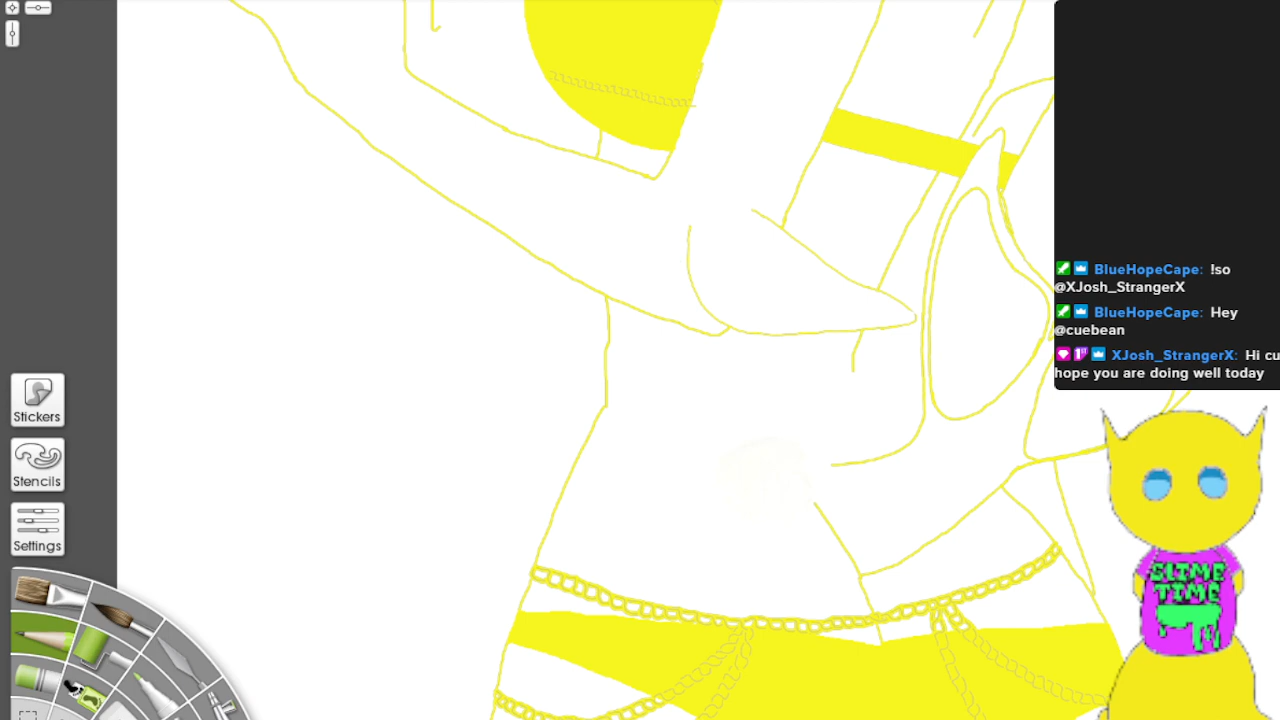 BlueHopeCape: !so
@XJosh_StrangerX
BlueHopeCape: Hey
@cuebean
1st XJosh_StrangerX: Hi cu
hope you are doing well today
Stickers
Stencils
Settings
SLIME
TIME